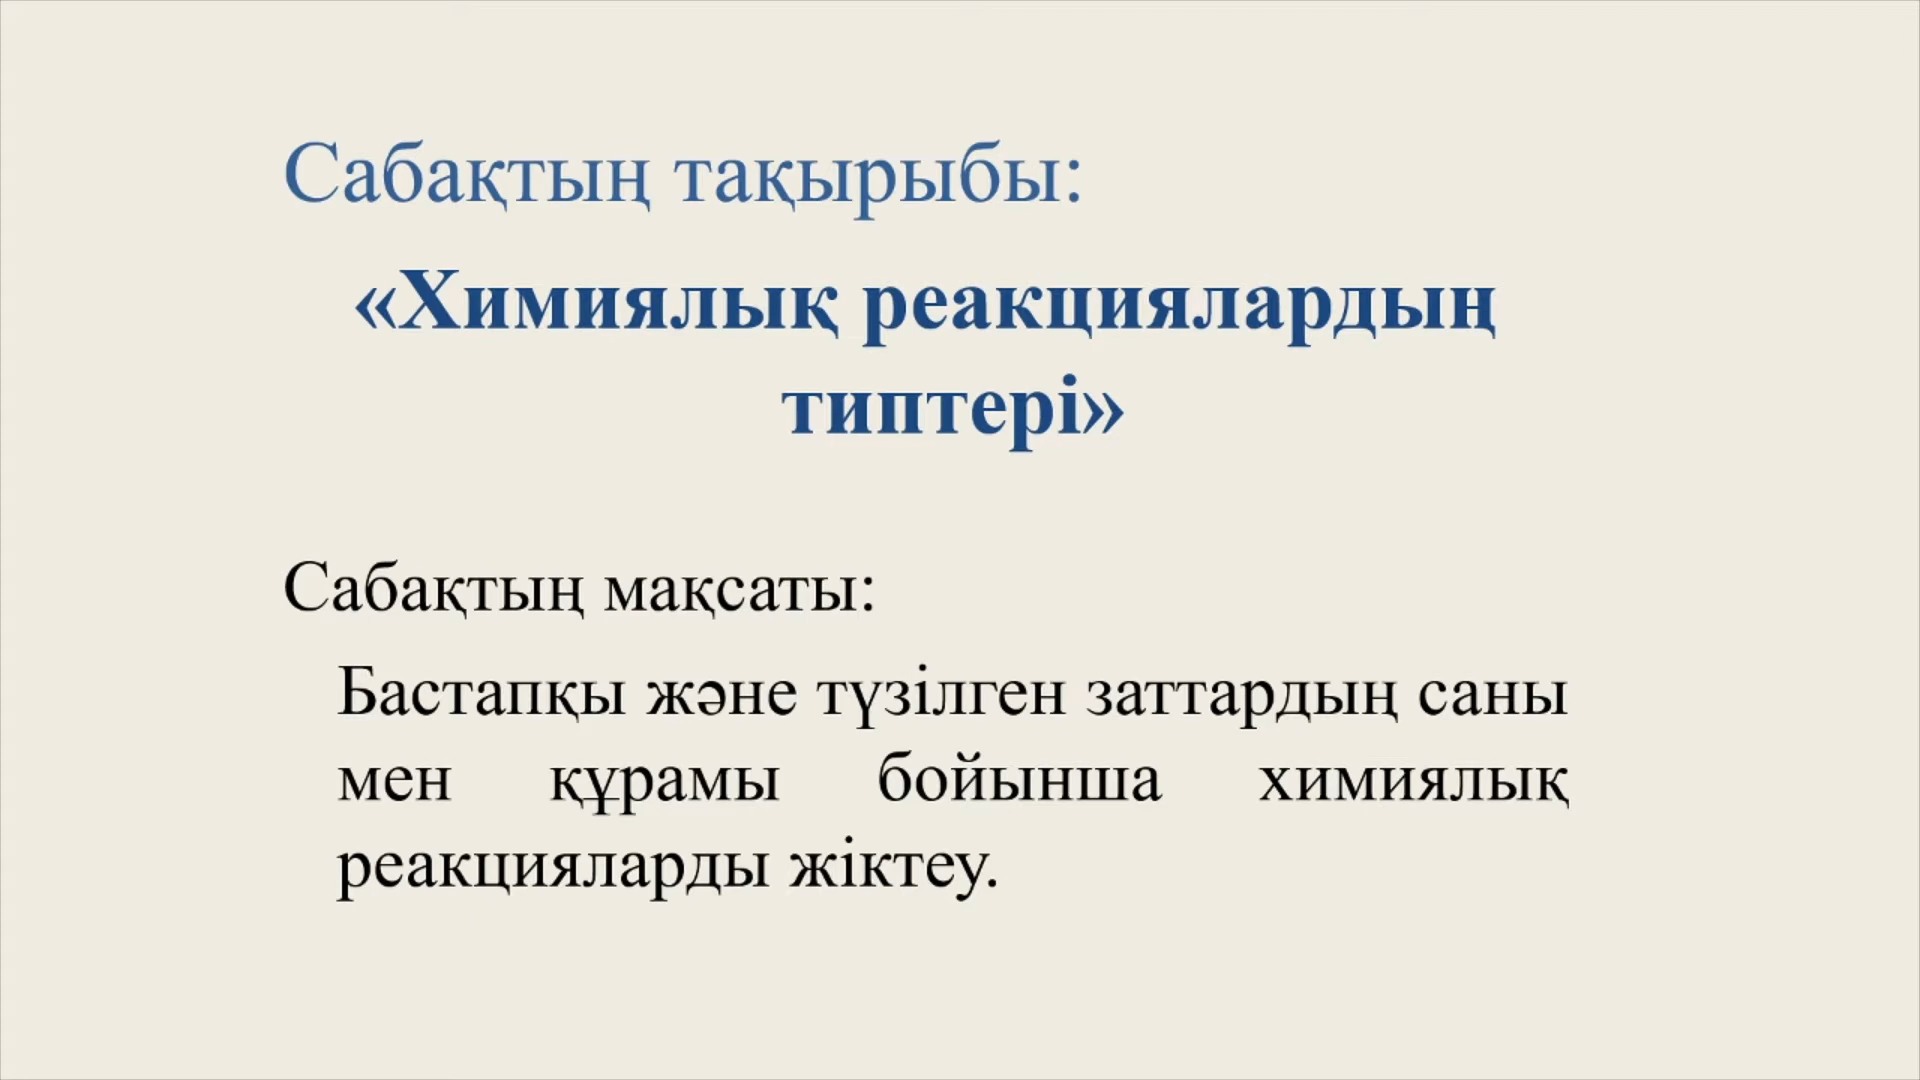 Сабақтың тақырыбы:
«Химиялық реакциялардың
типтері»
Сабақтың мақсаты:
Бастапқы және түзілген заттардың саны
мен құрамы бойынша химиялық
реакцияларды жіктеу.